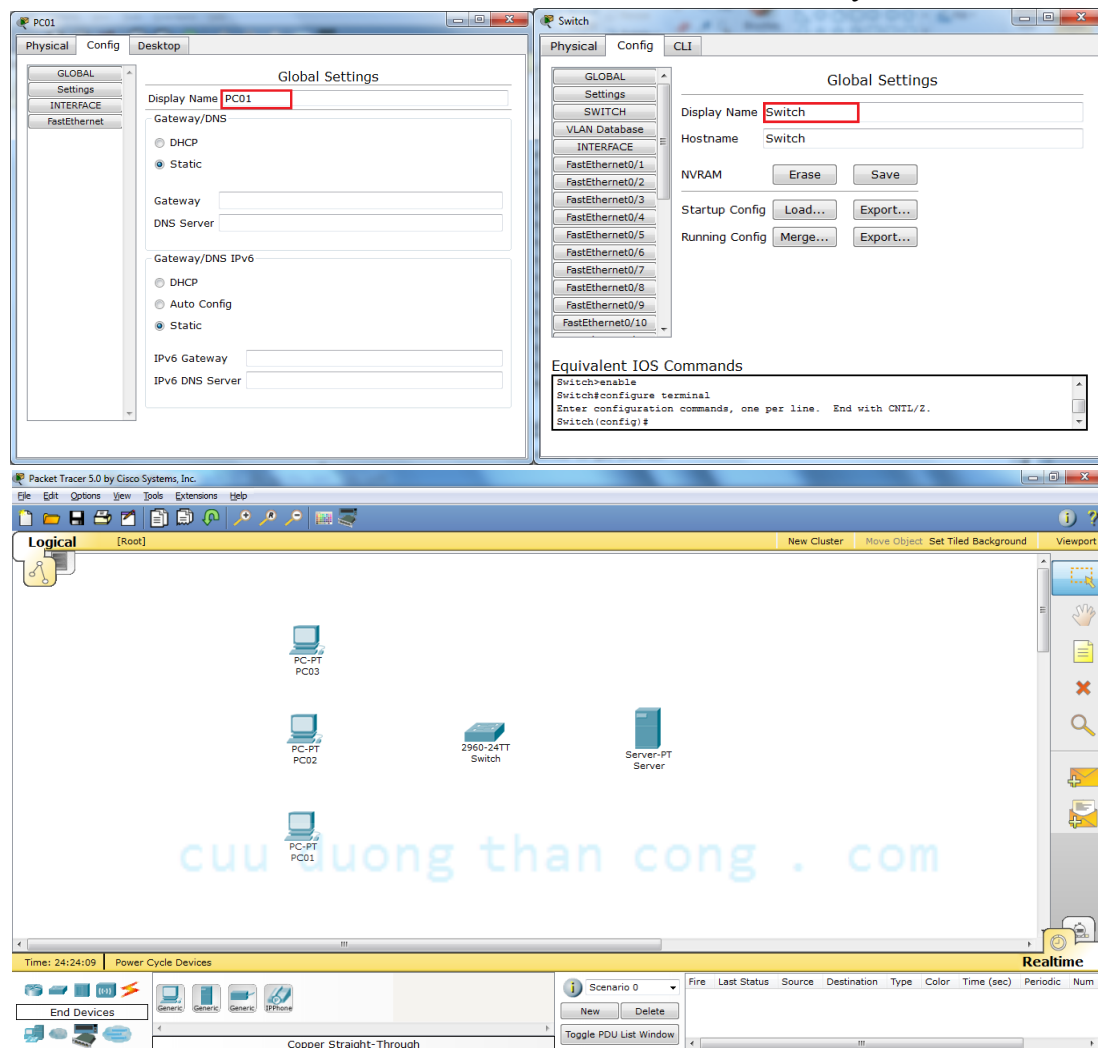 PC01
Physical Config Desktop
GLOBAL
Settings
INTERFACE
FastEthernet
Global Settings
Display Name PC01
Gateway/DNS
DHCP
Static
Gateway
DNS Server
Gateway/DNS IPv6
DHCP
Auto Config
Static
IPv6 Gateway
IPv6 DNS Server
Switch
Physical Config CLI
GLOBAL
Settings
SWITCH
VLAN Database
INTERFACE
FastEthernet0/1
FastEthernet0/2
FastEthernet0/3
FastEthernet0/4
FastEthernet0/5
FastEthernet0/6
FastEthernet0/7
FastEthernet0/8
FastEthernet0/9
FastEthernet0/10
Global Settings
Display Name Switch
Hostname Switch
NVRAM Erase Save
Startup Config Load... Export...
Running Config Merge... Export...
Equivalent IOS Commands
Switch>enable
Switch#configure terminal
Enter configuration commands, one per line. End with CNTL/Z.
Switch(config)#
Packet Tracer 5.0 by Cisco Systems, Inc.
File Edit Options View Tools Extensions Help
Logical [Root] New Cluster Move Object Set Tiled Background Viewport
PC-PT
PC03
PC-PT
PC02
2960-24TT
Switch
Server-PT
Server
PC-PT
PC01
cuu duong than cong . com
Time: 24:24:09 Power Cycle Devices Realtime
End Devices
Generic Generic Generic IPPhone
Copper Straight-Through
Scenario 0
New Delete
Toggle PDU List Window
Fire Last Status Source Destination Type Color Time (sec) Periodic Num